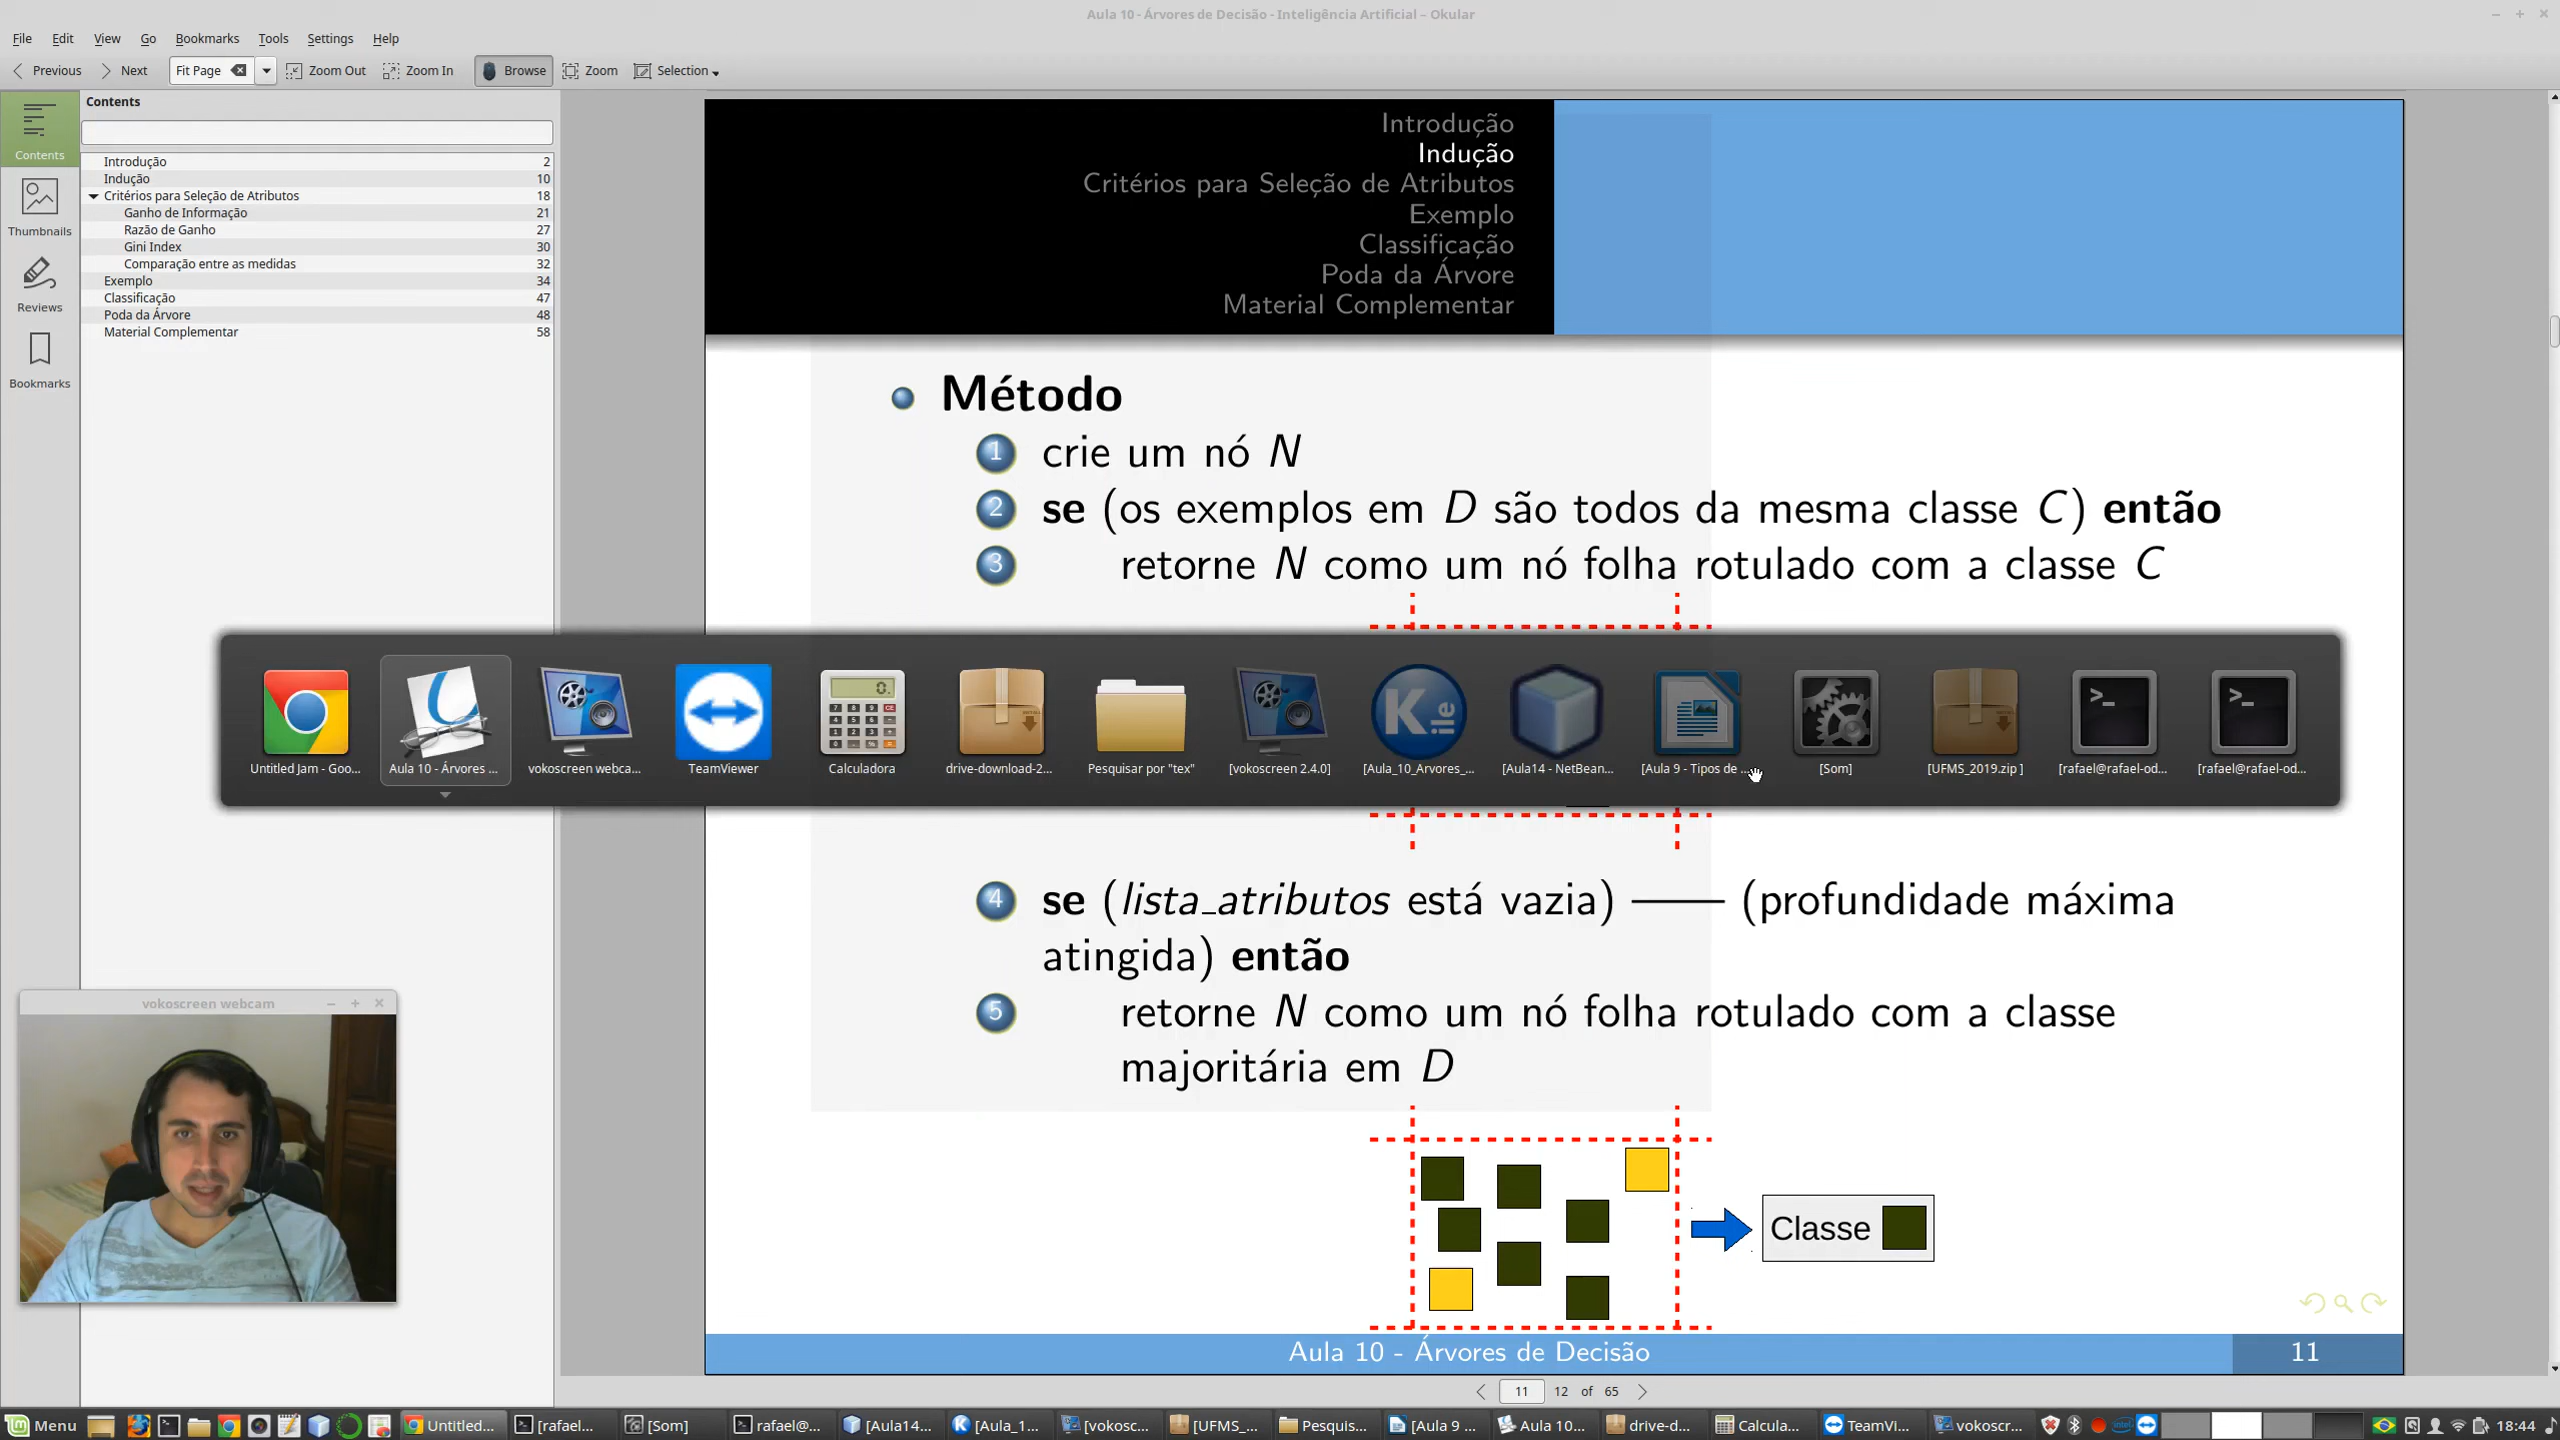 Aula 10 - Árvores de Decisão - Inteligência Artificial – Okular
File Edit View Go Bookmarks Tools Settings Help
Previous Next Fit Page Zoom Out Zoom In Browse Zoom Selection
Contents
Contents
Thumbnails
Reviews
Bookmarks
Introdução 2
Indução 10
Critérios para Seleção de Atributos 18
Ganho de Informação 21
Razão de Ganho 27
Gini Index 30
Comparação entre as medidas 32
Exemplo 34
Classificação 47
Poda da Árvore 48
Material Complementar 58
Introdução
Indução
Critérios para Seleção de Atributos
Exemplo
Classificação
Poda da Árvore
Material Complementar
Método
1 crie um nó N
2 se (os exemplos em D são todos da mesma classe C) então
3 retorne N como um nó folha rotulado com a classe C
Untitled Jam - Goo... Aula 10 - Árvores ... vokoscreen webca... TeamViewer Calculadora drive-download-2... Pesquisar por "tex" [vokoscreen 2.4.0] [Aula_10_Arvores_... [Aula14 - NetBean... [Aula 9 - Tipos de ... [Som] [UFMS_2019.zip ] [rafael@rafael-od... [rafael@rafael-od...
4 se (lista_atributos está vazia) —— (profundidade máxima
atingida) então
5 retorne N como um nó folha rotulado com a classe
majoritária em D
Classe
vokoscreen webcam
Aula 10 - Árvores de Decisão 11
11 12 of 65
Menu Untitled... [rafael... [Som] rafael@... [Aula14... [Aula_1... [vokosc... [UFMS_... Pesquis... [Aula 9 ... Aula 10... drive-d... Calcula... TeamVi... vokoscr... 18:44